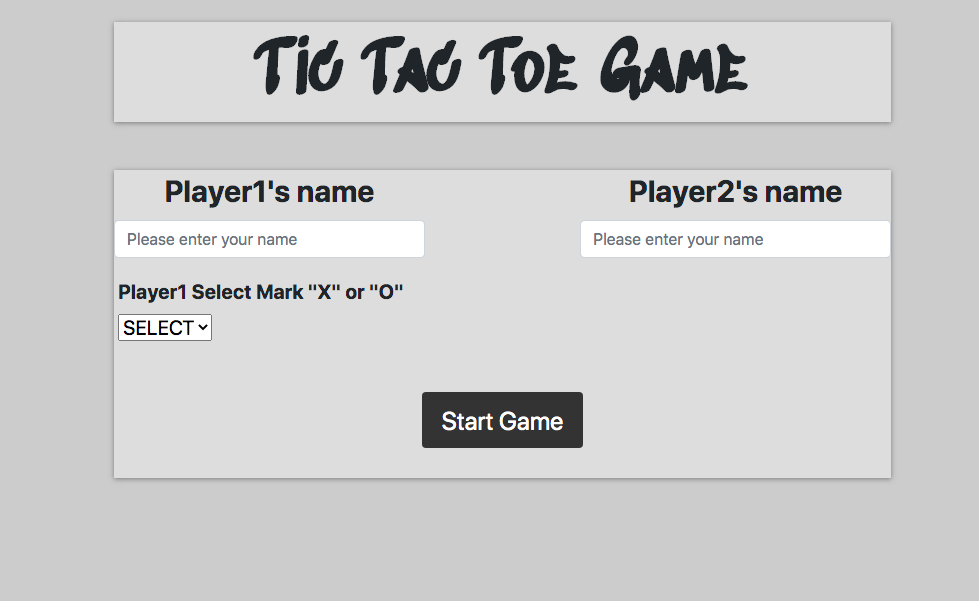 Tic Tac Toe Game
Player1's name
Player2's name
Please enter your name
Please enter your name
Player1 Select Mark "X" or "O"
SELECT
Start Game